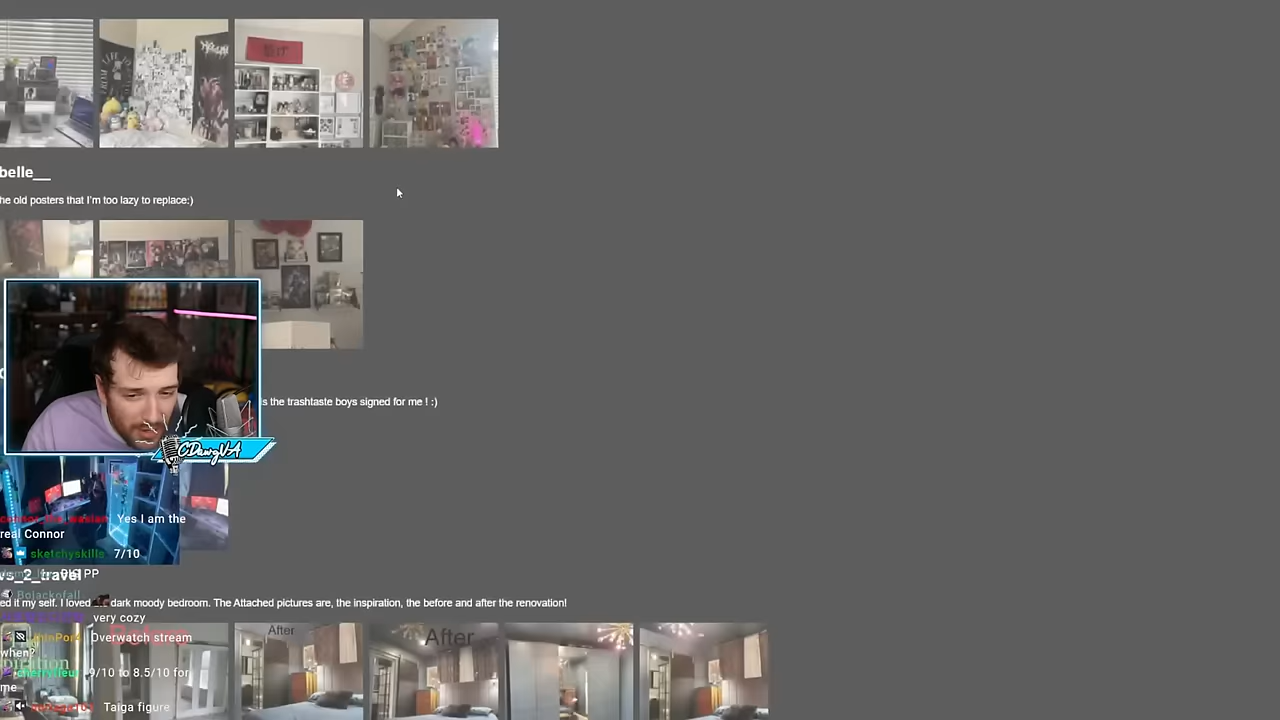 belle__
he old posters that I'm too lazy to replace:)
s the trashtaste boys signed for me ! :)
CDawgVA
Yes I am the
real Connor
sketchyskills 7/10
_2_travel
PP
ed it my self. I loved
dark moody bedroom. The Attached pictures are, the inspiration, the before and after the renovation!
Bojackofall
very cozy
After
After
Overwatch stream
when?
9/10 to 8.5/10 for
me
Taiga figure